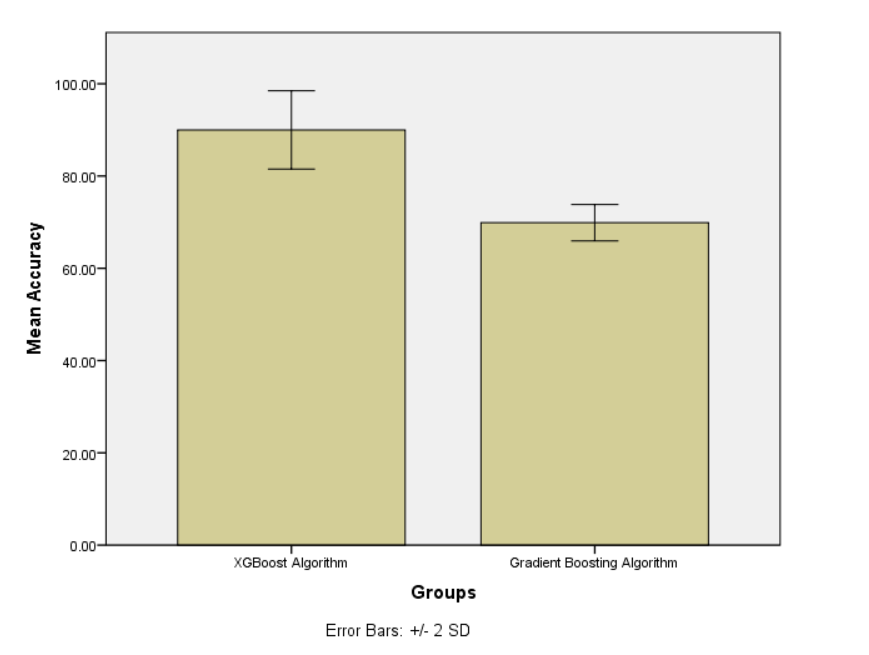 Mean Accuracy
100.00
80.00
60.00
40.00
20.00
0.00
XGBoost Algorithm
Gradient Boosting Algorithm
Groups
Error Bars: +/- 2 SD